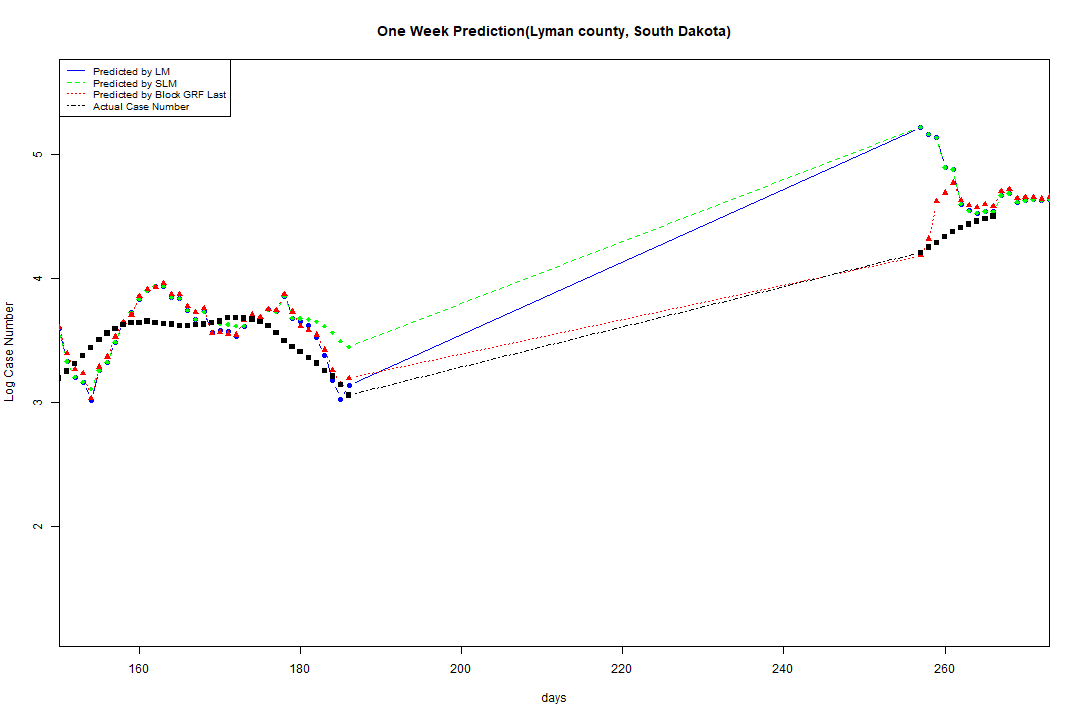 One Week Prediction(Lyman county, South Dakota)
Predicted by LM
Predicted by SLM
Predicted by Block GRF Last
Actual Case Number
5
4
3
2
Log Case Number
160 180 200 220 240 260
days